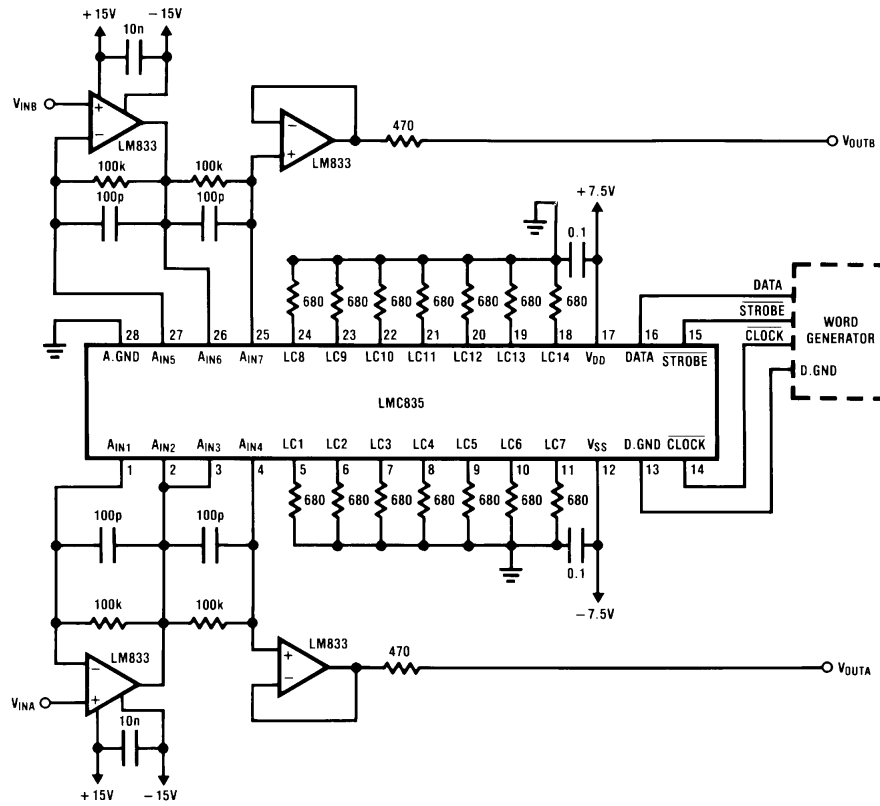 +15V −15V
10n
VINB
+
−
LM833
100k 100k
100p 100p
−
+
LM833
470
VOUTB
+7.5V
0.1
680 680 680 680 680 680 680
DATA
STROBE
CLOCK
D.GND
WORD
GENERATOR
28 27 26 25 24 23 22 21 20 19 18 17 16 15
A.GND AIN5 AIN6 AIN7 LC8 LC9 LC10 LC11 LC12 LC13 LC14 VDD DATA STROBE
LMC835
AIN1 AIN2 AIN3 AIN4 LC1 LC2 LC3 LC4 LC5 LC6 LC7 VSS D.GND CLOCK
1 2 3 4 5 6 7 8 9 10 11 12 13 14
680 680 680 680 680 680 680
100p 100p
0.1
−7.5V
100k 100k
LM833
−
+
VINA
10n
+15V −15V
LM833
+
−
470
VOUTA